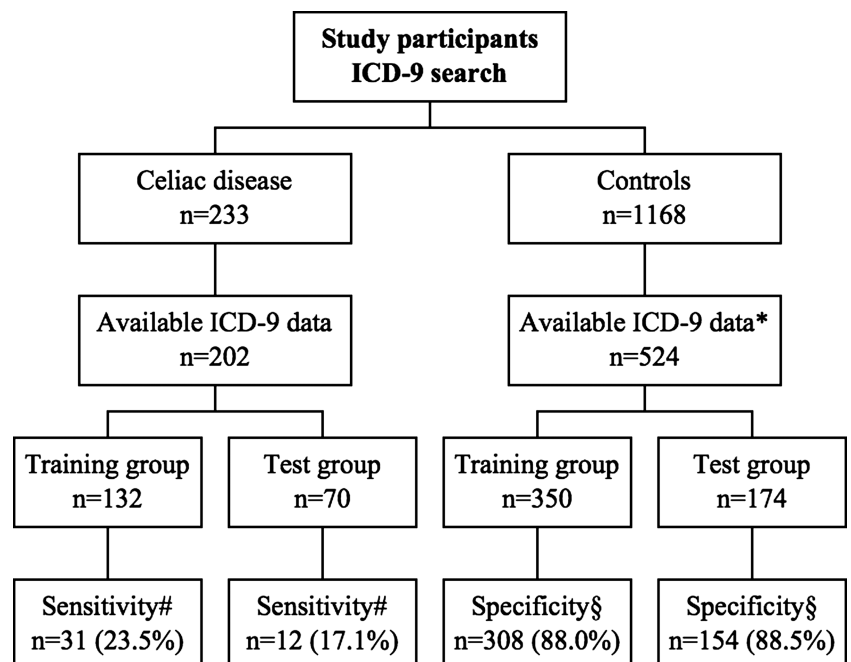 Study participants
ICD-9 search
Celiac disease
n=233
Controls
n=1168
Available ICD-9 data
n=202
Available ICD-9 data*
n=524
Training group
n=132
Test group
n=70
Training group
n=350
Test group
n=174
Sensitivity#
n=31 (23.5%)
Sensitivity#
n=12 (17.1%)
Specificity§
n=308 (88.0%)
Specificity§
n=154 (88.5%)